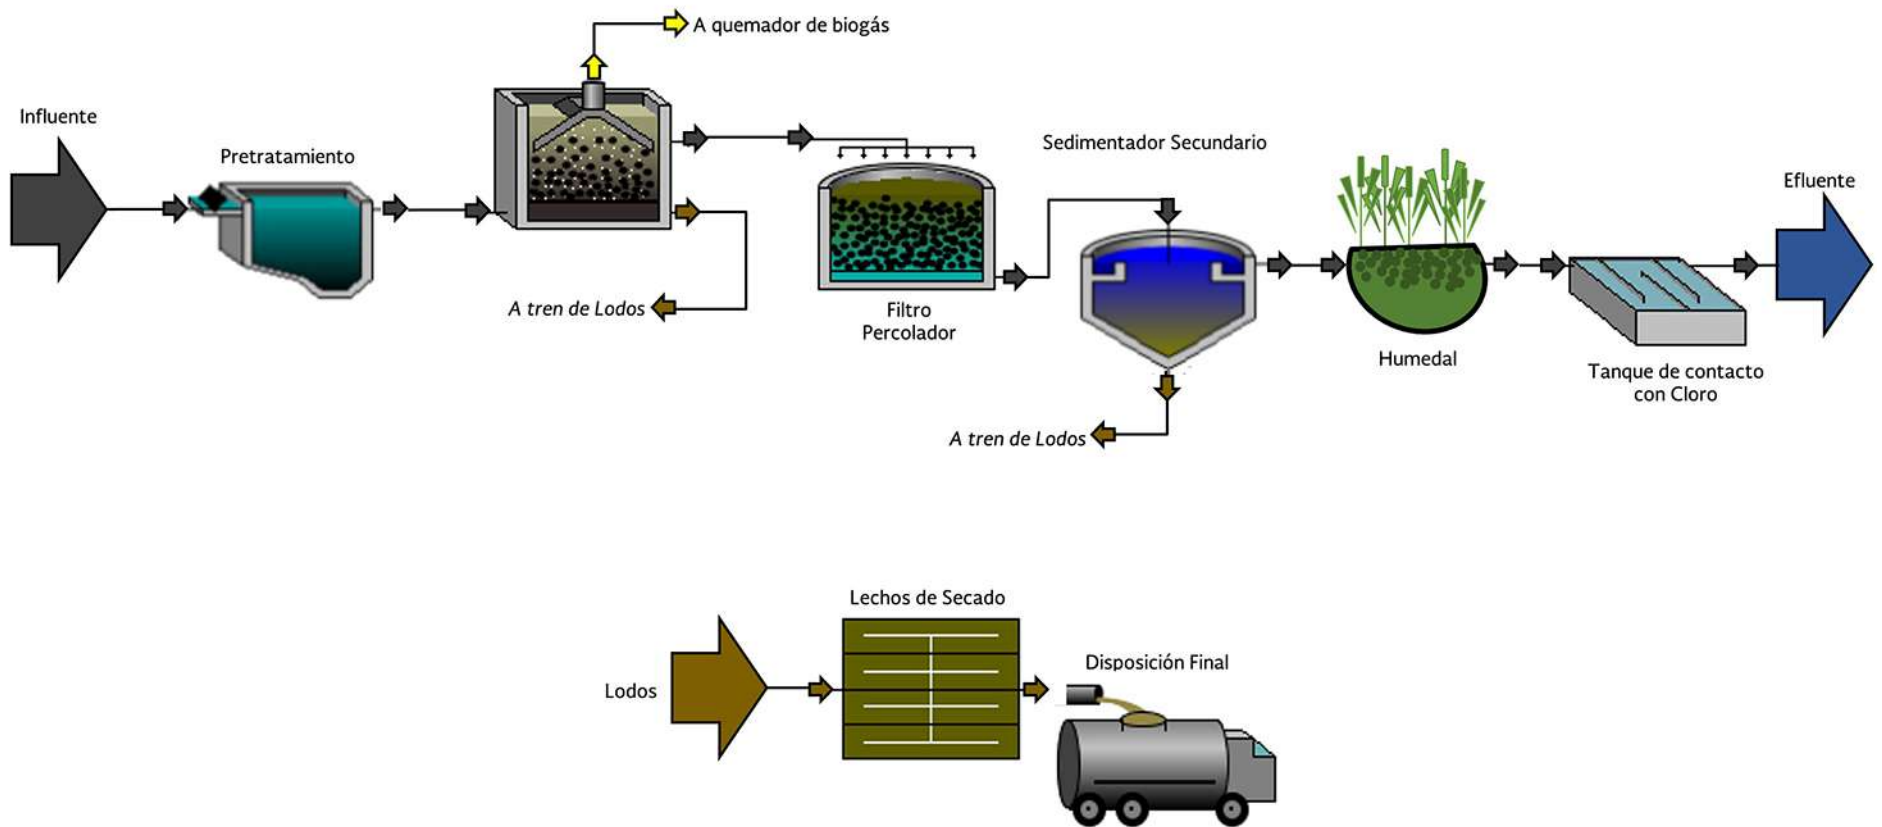 A quemador de biogás
Influente
Pretratamiento
Sedimentador Secundario
Efluente
A tren de Lodos
Filtro
Percolador
Humedal
Tanque de contacto
con Cloro
A tren de Lodos
Lechos de Secado
Disposición Final
Lodos